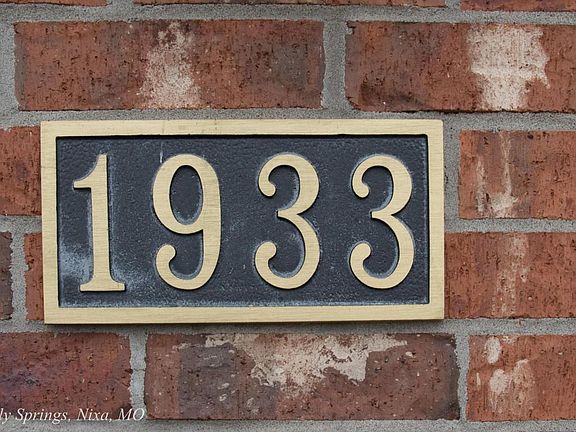 1933
Springs, Nixa, MO